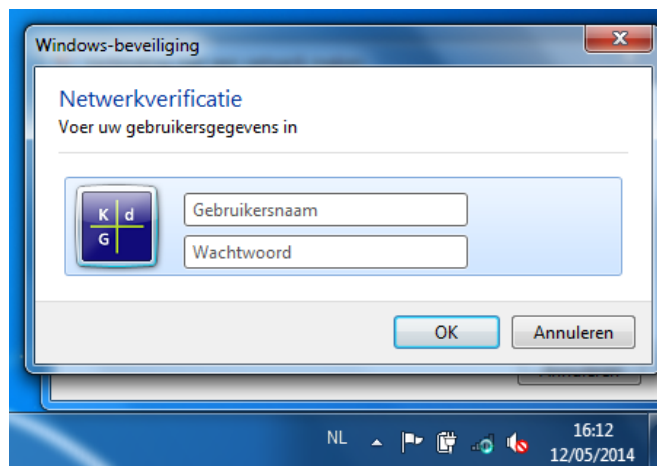 Windows-beveiliging
Netwerkverificatie
Voer uw gebruikersgegevens in
K d
G
Gebruikersnaam
Wachtwoord
OK
Annuleren
NL
16:12
12/05/2014